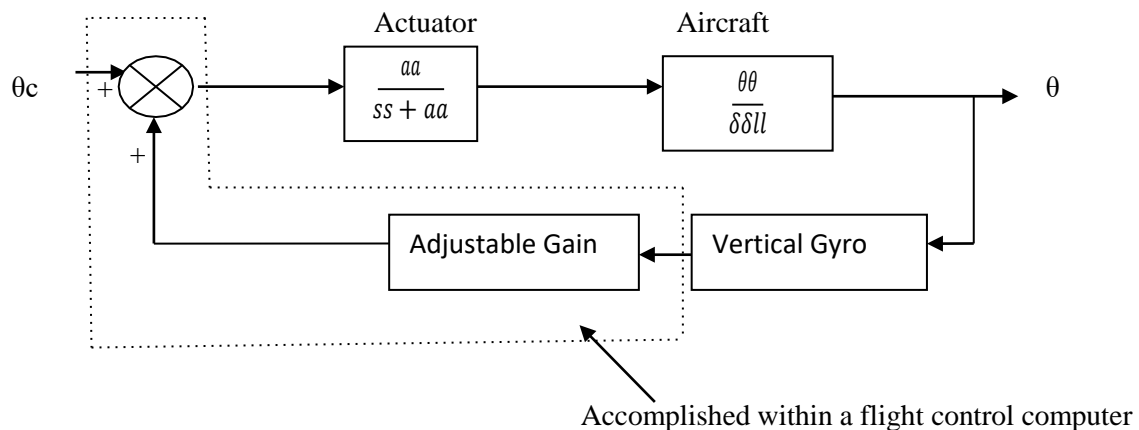 Actuator
Aircraft
θc
+
+
aa
ss + aa
θθ
δδll
θ
Adjustable Gain
Vertical Gyro
Accomplished within a flight control computer